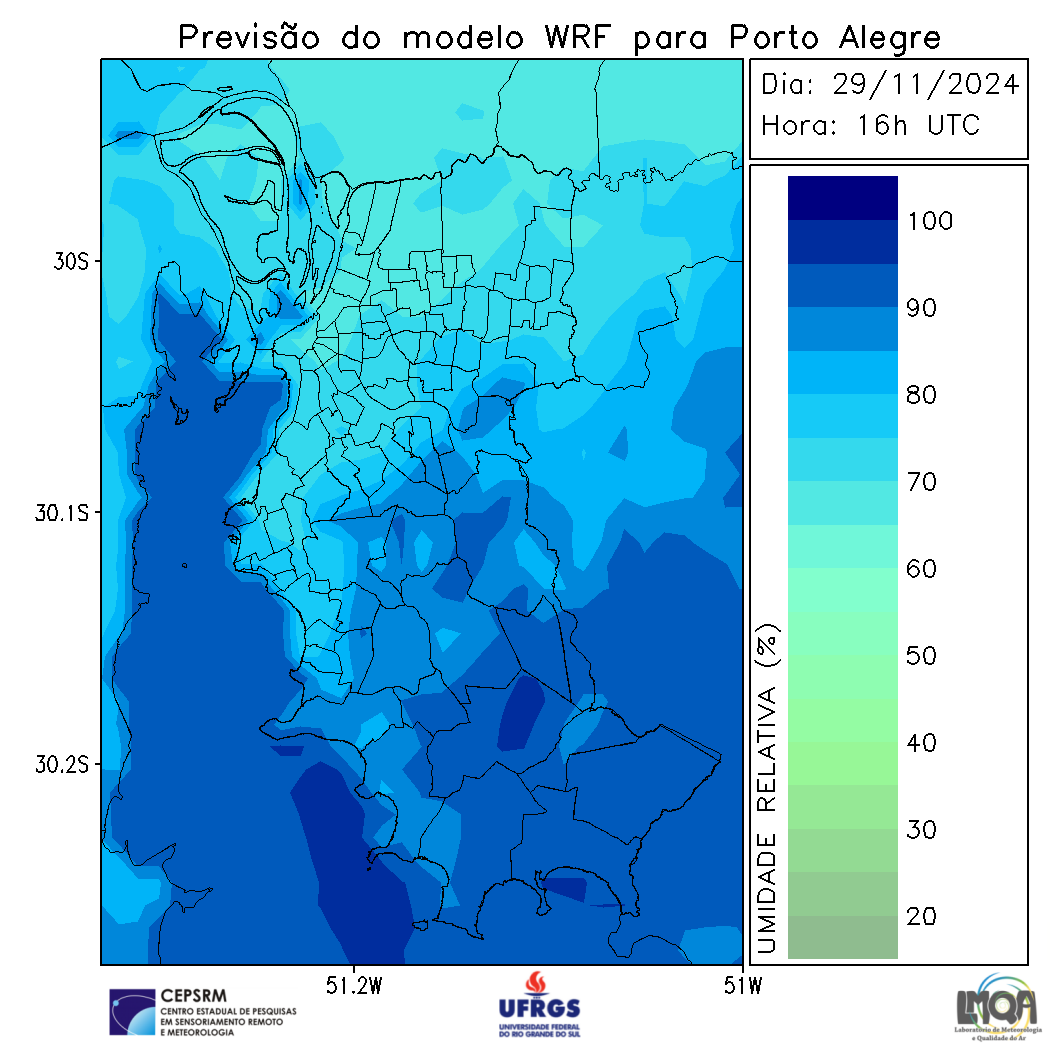 Previsão do modelo WRF para Porto Alegre
Dia: 29/11/2024
Hora: 16h UTC
30S
30.1S
30.2S
51.2W
51W
100
90
80
70
60
50
40
30
20
UMIDADE RELATIVA (%)
CEPSRM
CENTRO ESTADUAL DE PESQUISAS
EM SENSORIAMENTO REMOTO
E METEOROLOGIA
UFRGS
UNIVERSIDADE FEDERAL
DO RIO GRANDE DO SUL
LMQA
Laboratório de Meteorologia
e Qualidade do Ar